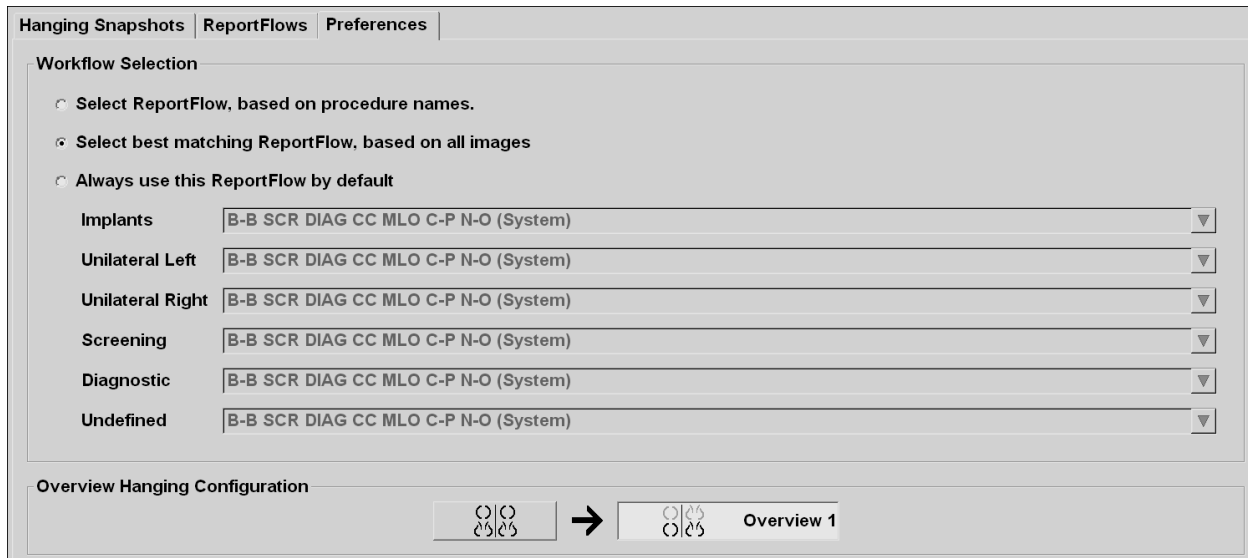 Hanging Snapshots ReportFlows Preferences
Workflow Selection
Select ReportFlow, based on procedure names.
Select best matching ReportFlow, based on all images
Always use this ReportFlow by default
Implants B-B SCR DIAG CC MLO C-P N-O (System)
Unilateral Left B-B SCR DIAG CC MLO C-P N-O (System)
Unilateral Right B-B SCR DIAG CC MLO C-P N-O (System)
Screening B-B SCR DIAG CC MLO C-P N-O (System)
Diagnostic B-B SCR DIAG CC MLO C-P N-O (System)
Undefined B-B SCR DIAG CC MLO C-P N-O (System)
Overview Hanging Configuration
Overview 1